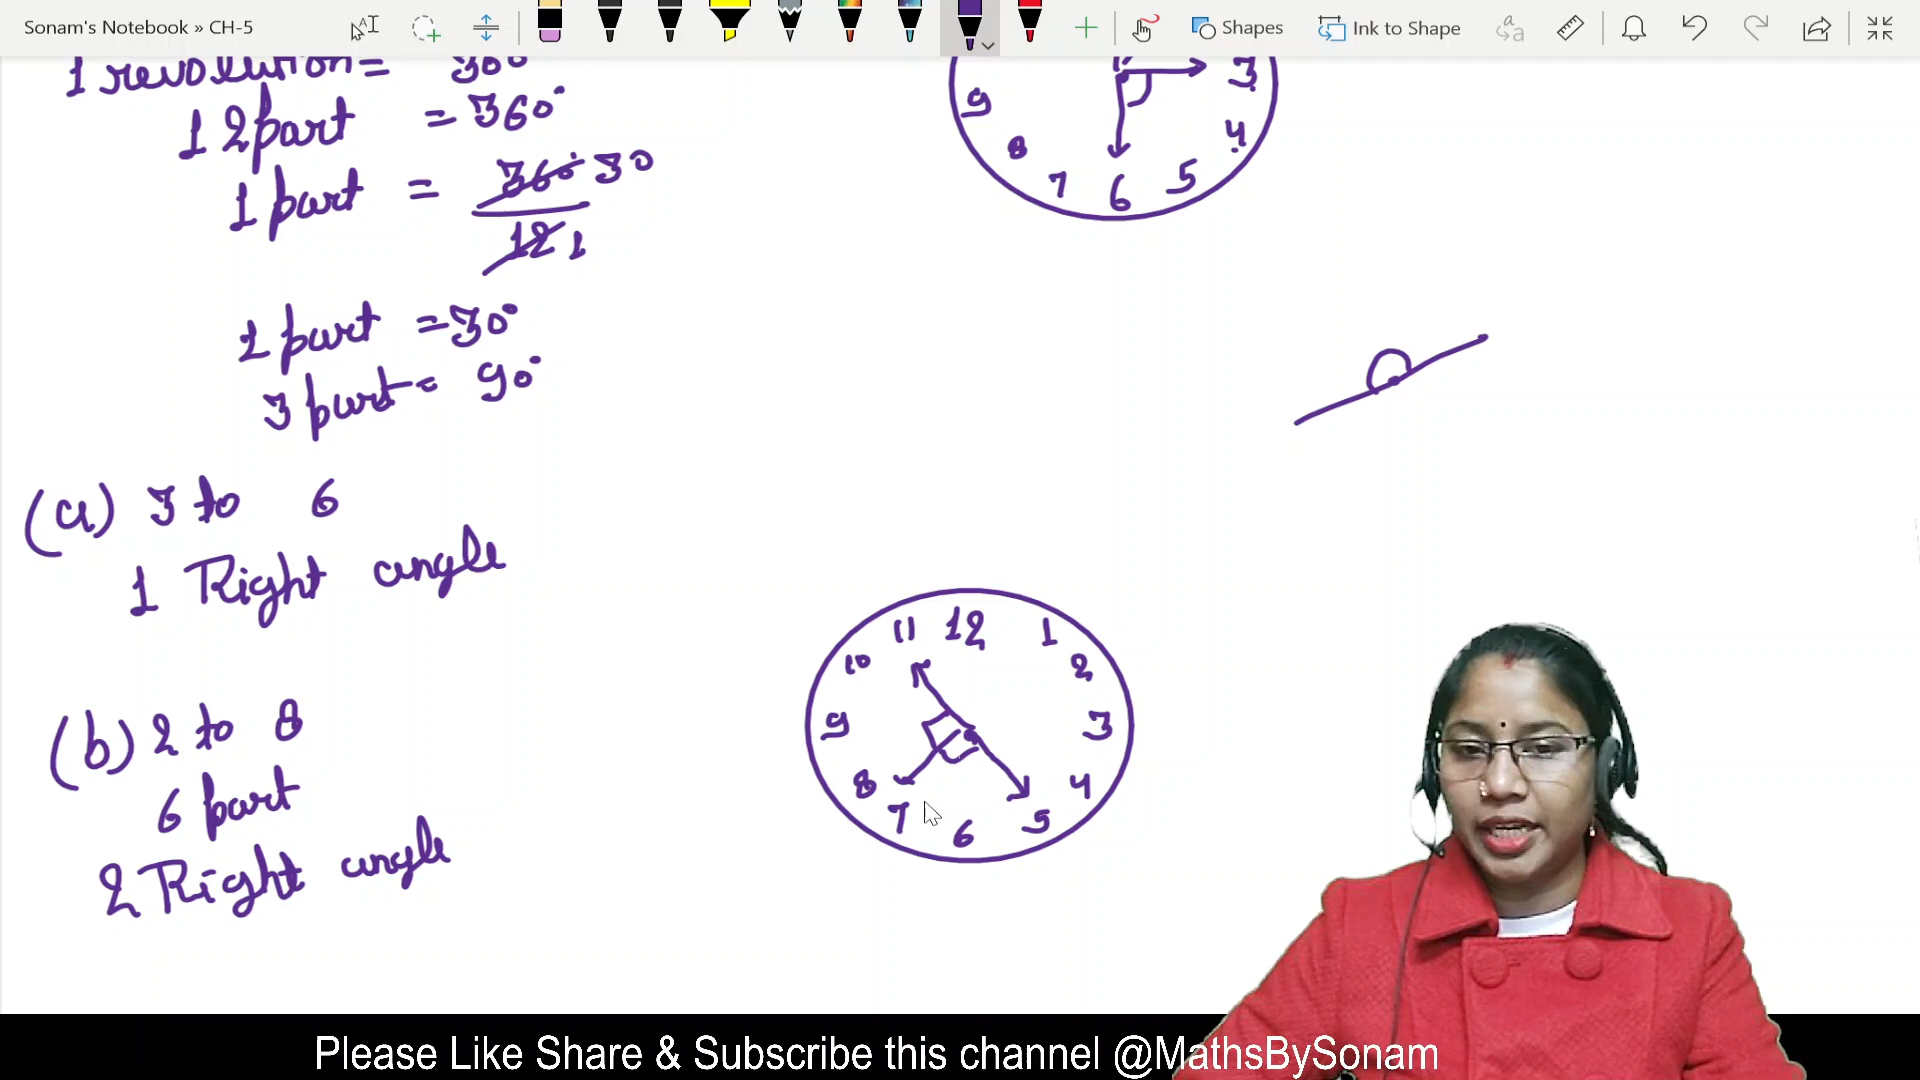 Sonam's Notebook » CH-5
Shapes
Ink to Shape
1 revolution = 360
12 part = 360°
1 part = 360° 30
12 1
1 part = 30°
3 part = 90°
(a) 3 to 6
1 Right angle
(b) 2 to 8
6 part
2 Right angle
3
4
5
6
7
8
9
12
1
2
3
4
5
6
7
8
9
10
11
Please Like Share & Subscribe this channel @MathsBySonam